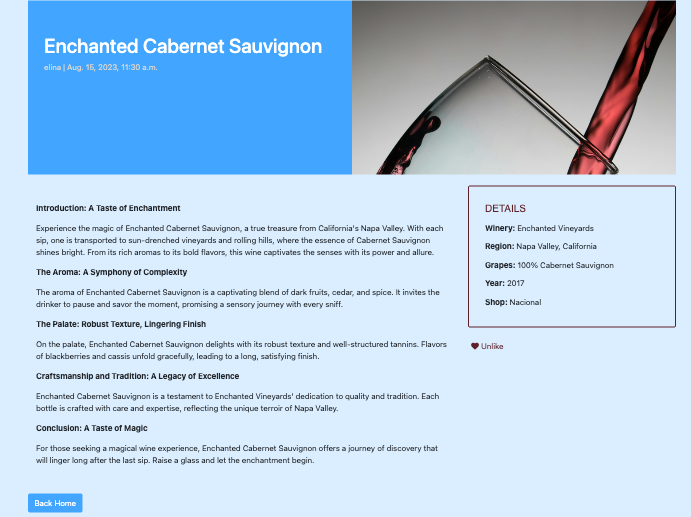 Enchanted Cabernet Sauvignon
elina | Aug. 15, 2023, 11:30 a.m.
Introduction: A Taste of Enchantment
Experience the magic of Enchanted Cabernet Sauvignon, a true treasure from California's Napa Valley. With each
sip, one is transported to sun-drenched vineyards and rolling hills, where the essence of Cabernet Sauvignon
shines bright. From its rich aromas to its bold flavors, this wine captivates the senses with its power and allure.
The Aroma: A Symphony of Complexity
The aroma of Enchanted Cabernet Sauvignon is a captivating blend of dark fruits, cedar, and spice. It invites the
drinker to pause and savor the moment, promising a sensory journey with every sniff.
The Palate: Robust Texture, Lingering Finish
On the palate, Enchanted Cabernet Sauvignon delights with its robust texture and well-structured tannins. Flavors
of blackberries and cassis unfold gracefully, leading to a long, satisfying finish.
Craftsmanship and Tradition: A Legacy of Excellence
Enchanted Cabernet Sauvignon is a testament to Enchanted Vineyards' dedication to quality and tradition. Each
bottle is crafted with care and expertise, reflecting the unique terroir of Napa Valley.
Conclusion: A Taste of Magic
For those seeking a magical wine experience, Enchanted Cabernet Sauvignon offers a journey of discovery that
will linger long after the last sip. Raise a glass and let the enchantment begin.
DETAILS
Winery: Enchanted Vineyards
Region: Napa Valley, California
Grapes: 100% Cabernet Sauvignon
Year: 2017
Shop: Nacional
Unlike
Back Home